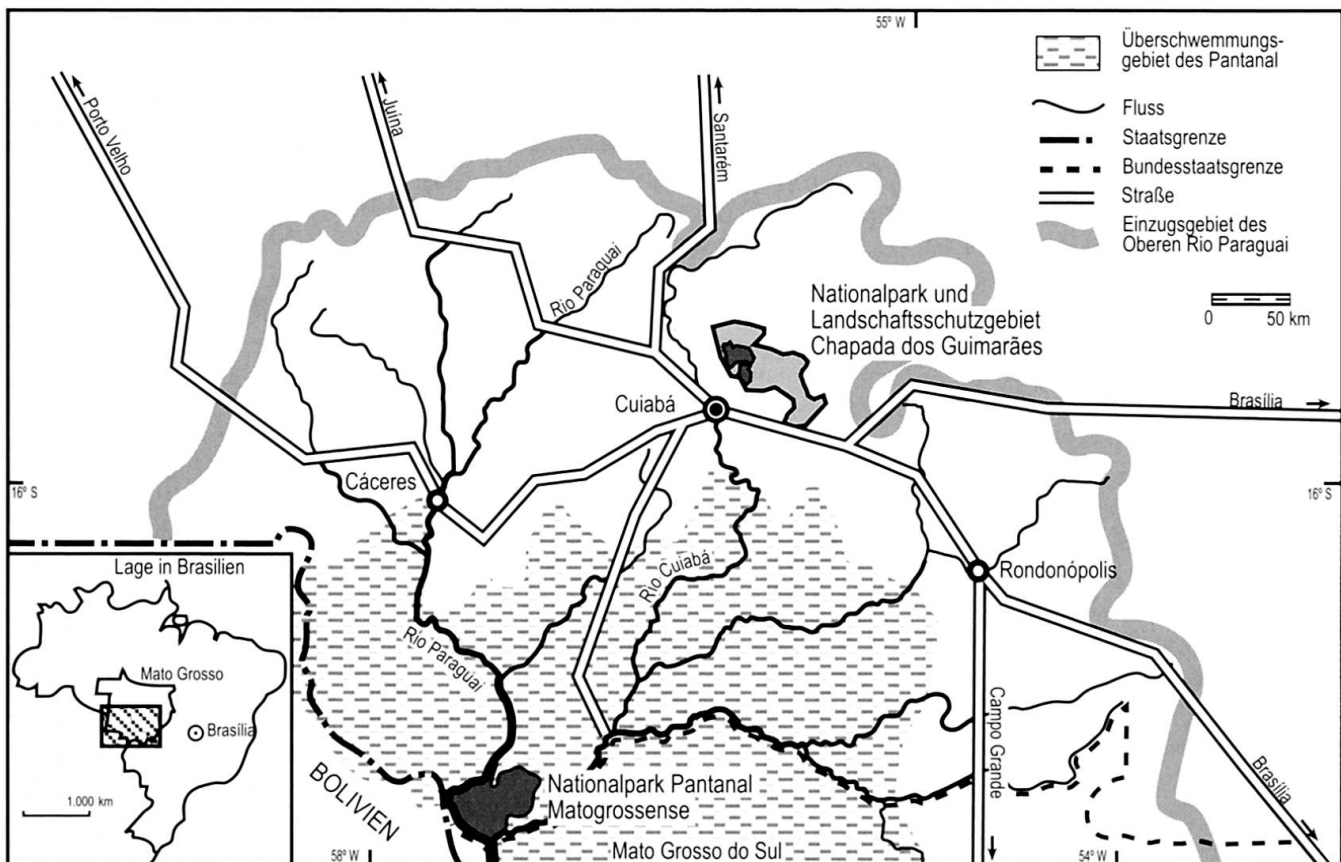 55° W
Überschwemmungs-
gebiet des Pantanal
Fluss
Staatsgrenze
Bundesstaatsgrenze
Straße
Einzugsgebiet des
Oberen Rio Paraguai
0 50 km
Porto Velho
Juína
Santarém
Rio Paraguai
Nationalpark und
Landschaftsschutzgebiet
Chapada dos Guimarães
Cuiabá
Brasília
Cáceres
16° S
16° S
Rondonópolis
Rio Cuiabá
Rio Paraguai
Lage in Brasilien
Mato Grosso
Brasília
1.000 km
BOLIVIEN
Nationalpark Pantanal
Matogrossense
Campo Grande
Brasília
Mato Grosso do Sul
58° W
54° W